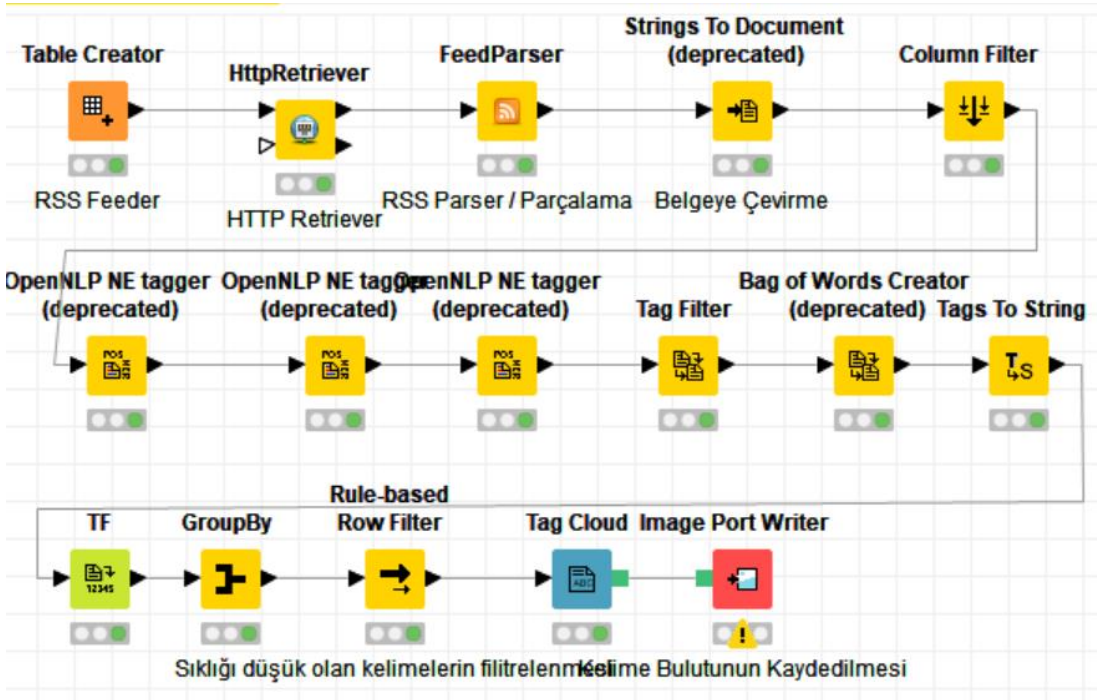 Table Creator
HttpRetriever
FeedParser
Strings To Document
(deprecated)
Column Filter
RSS Feeder
HTTP Retriever
RSS Parser / Parçalama
Belgeye Çevirme
OpenNLP NE tagger
(deprecated)
OpenNLP NE tagger
(deprecated)
OpenNLP NE tagger
(deprecated)
Tag Filter
Bag of Words Creator
(deprecated)
Tags To String
TF
GroupBy
Rule-based
Row Filter
Tag Cloud
Image Port Writer
Sıklığı düşük olan kelimelerin filitrelenmesi
Kelime Bulutunun Kaydedilmesi